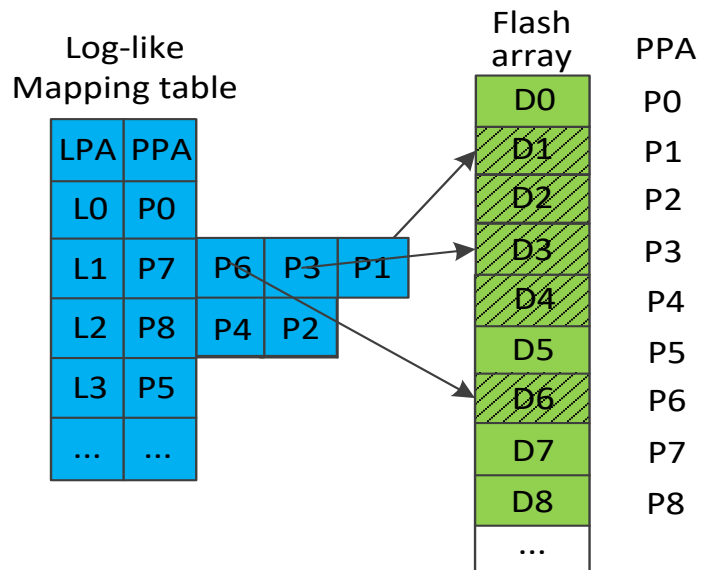 Log-like
Mapping table
LPA PPA
L0 P0
L1 P7 P6 P3 P1
L2 P8 P4 P2
L3 P5
... ...
Flash
array
PPA
D0 P0
D1 P1
D2 P2
D3 P3
D4 P4
D5 P5
D6 P6
D7 P7
D8 P8
...